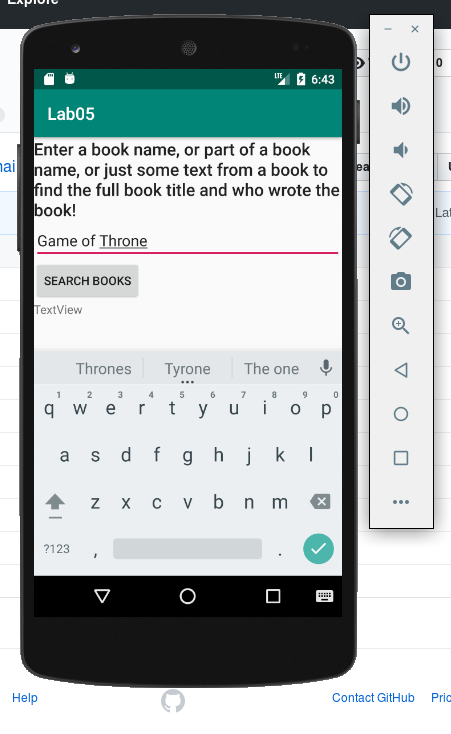 Explore
0
LTE 6:43
Lab05
Enter a book name, or part of a book
name, or just some text from a book to
find the full book title and who wrote the
book!
Game of Throne
SEARCH BOOKS
TextView
Thrones Tyrone The one
1 2 3 4 5 6 7 8 9 0
q w e r t y u i o p
a s d f g h j k l
z x c v b n m
?123 , .
Help Contact GitHub Pric